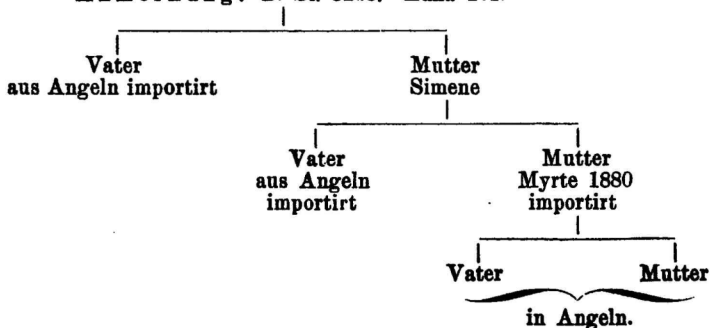 Vater Mutter
aus Angeln importirt Simene
Vater Mutter
aus Angeln Myrte 1880
importirt importirt
Vater Mutter
in Angeln.